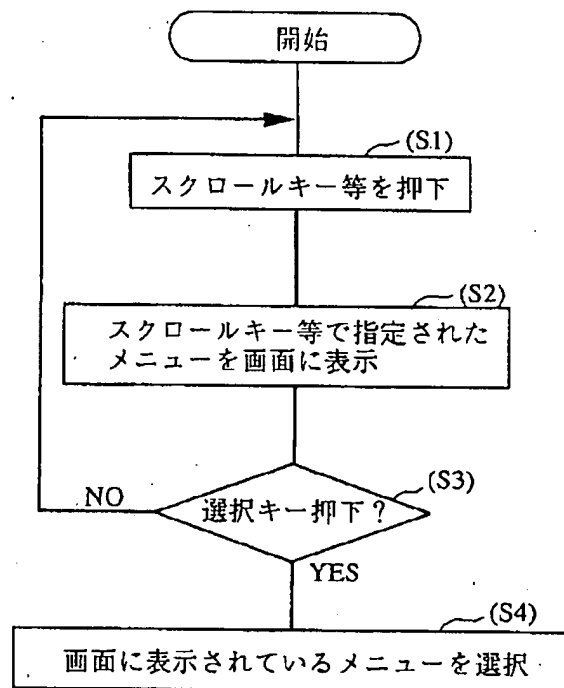 開始
(S1)
スクロールキー等を押下
(S2)
スクロールキー等で指定された
メニューを画面に表示
(S3)
選択キー押下?
NO
YES
(S4)
画面に表示されているメニューを選択